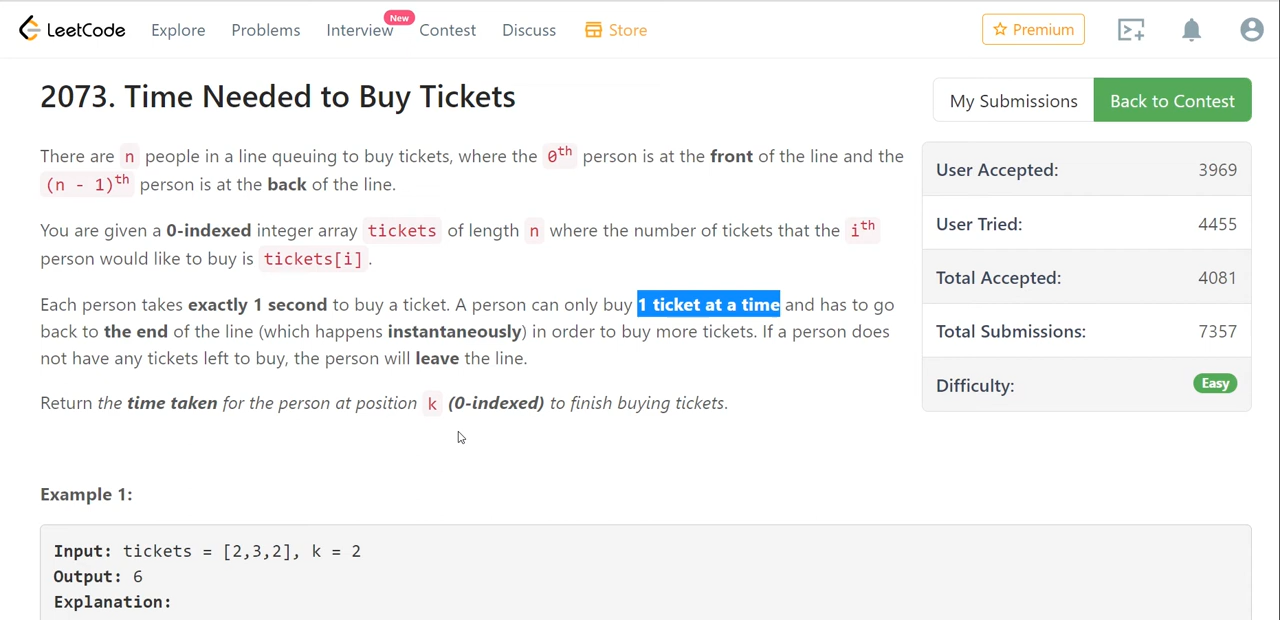 LeetCode Explore Problems Interview New Contest Discuss Store Premium
2073. Time Needed to Buy Tickets
My Submissions Back to Contest
There are n people in a line queuing to buy tickets, where the 0th person is at the front of the line and the
(n - 1)th person is at the back of the line.
You are given a 0-indexed integer array tickets of length n where the number of tickets that the ith
person would like to buy is tickets[i].
Each person takes exactly 1 second to buy a ticket. A person can only buy 1 ticket at a time and has to go
back to the end of the line (which happens instantaneously) in order to buy more tickets. If a person does
not have any tickets left to buy, the person will leave the line.
Return the time taken for the person at position k (0-indexed) to finish buying tickets.
User Accepted: 3969
User Tried: 4455
Total Accepted: 4081
Total Submissions: 7357
Difficulty: Easy
Example 1:
Input: tickets = [2,3,2], k = 2
Output: 6
Explanation: